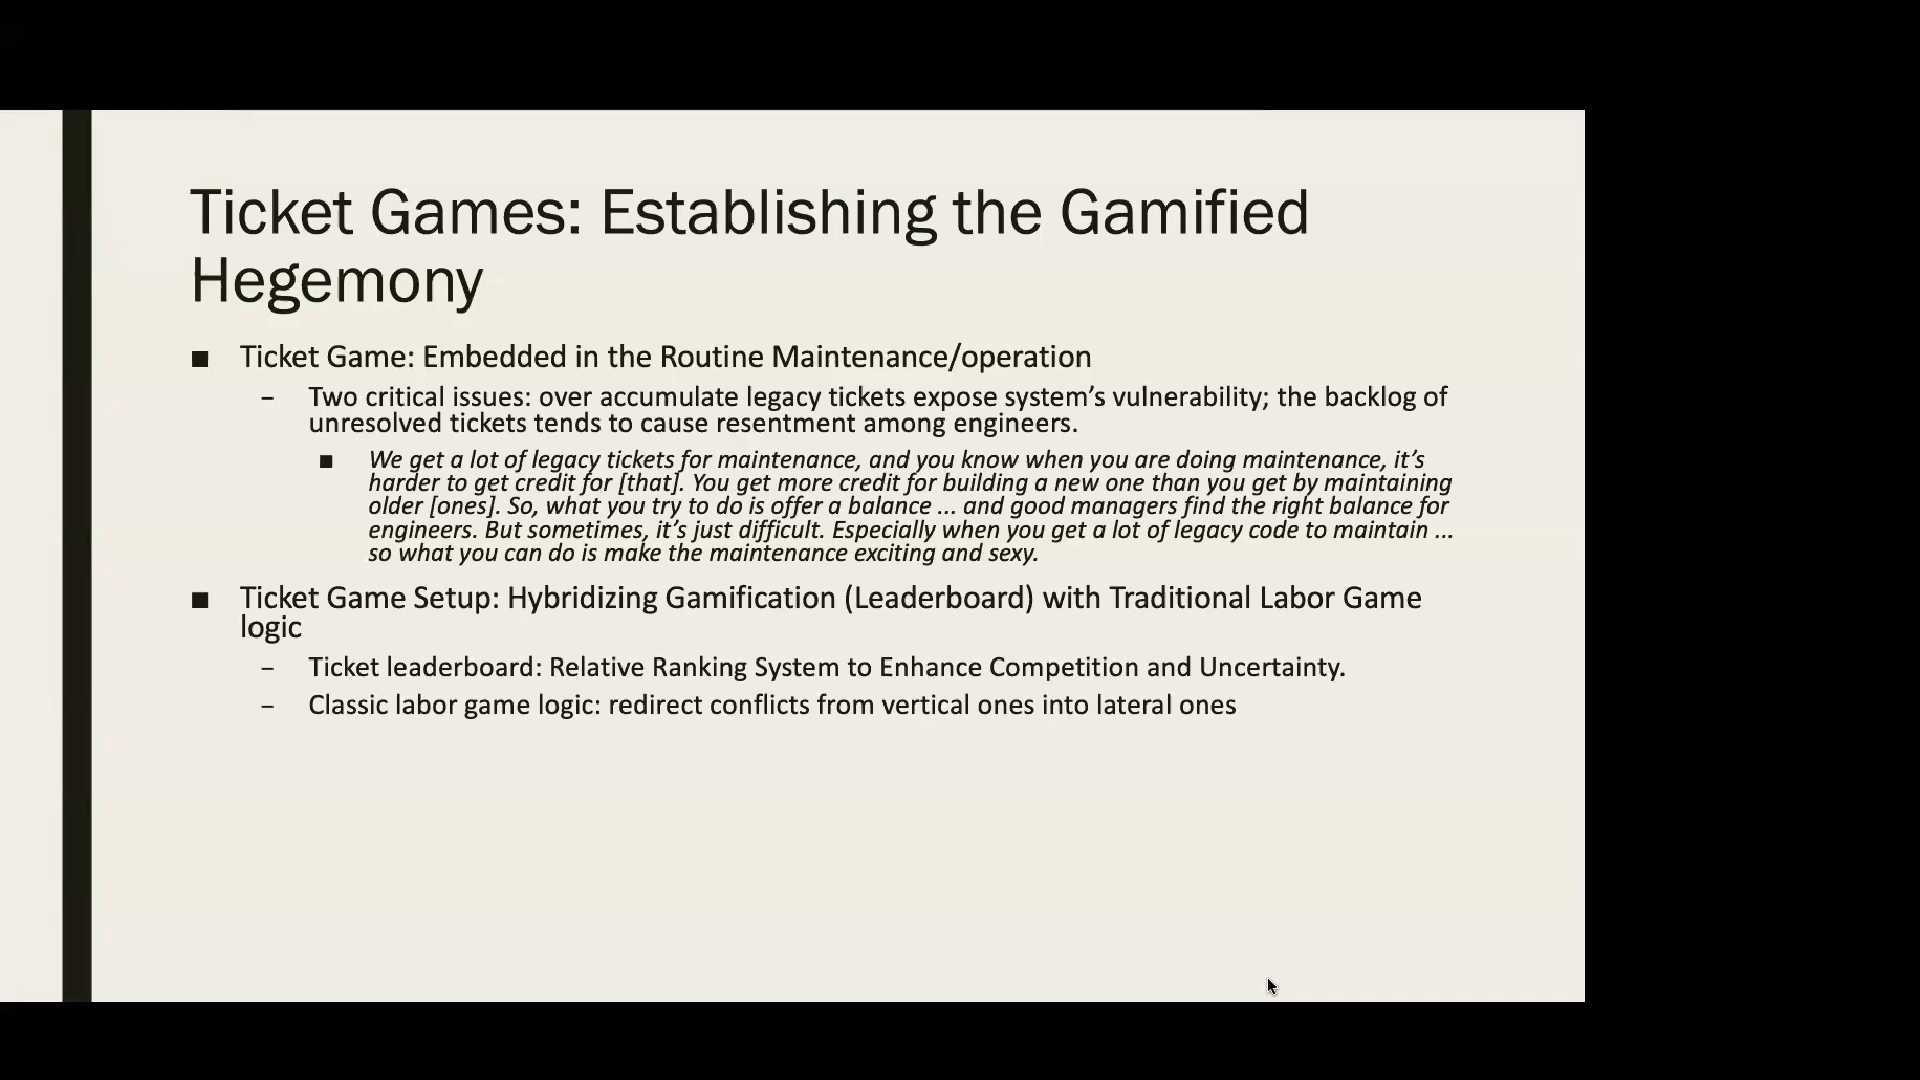 Ticket Games: Establishing the Gamified
Hegemony
■ Ticket Game: Embedded in the Routine Maintenance/operation
– Two critical issues: over accumulate legacy tickets expose system’s vulnerability; the backlog of
unresolved tickets tends to cause resentment among engineers.
■ We get a lot of legacy tickets for maintenance, and you know when you are doing maintenance, it’s
harder to get credit for [that]. You get more credit for building a new one than you get by maintaining
older [ones]. So, what you try to do is offer a balance ... and good managers find the right balance for
engineers. But sometimes, it’s just difficult. Especially when you get a lot of legacy code to maintain ...
so what you can do is make the maintenance exciting and sexy.
■ Ticket Game Setup: Hybridizing Gamification (Leaderboard) with Traditional Labor Game
logic
– Ticket leaderboard: Relative Ranking System to Enhance Competition and Uncertainty.
– Classic labor game logic: redirect conflicts from vertical ones into lateral ones